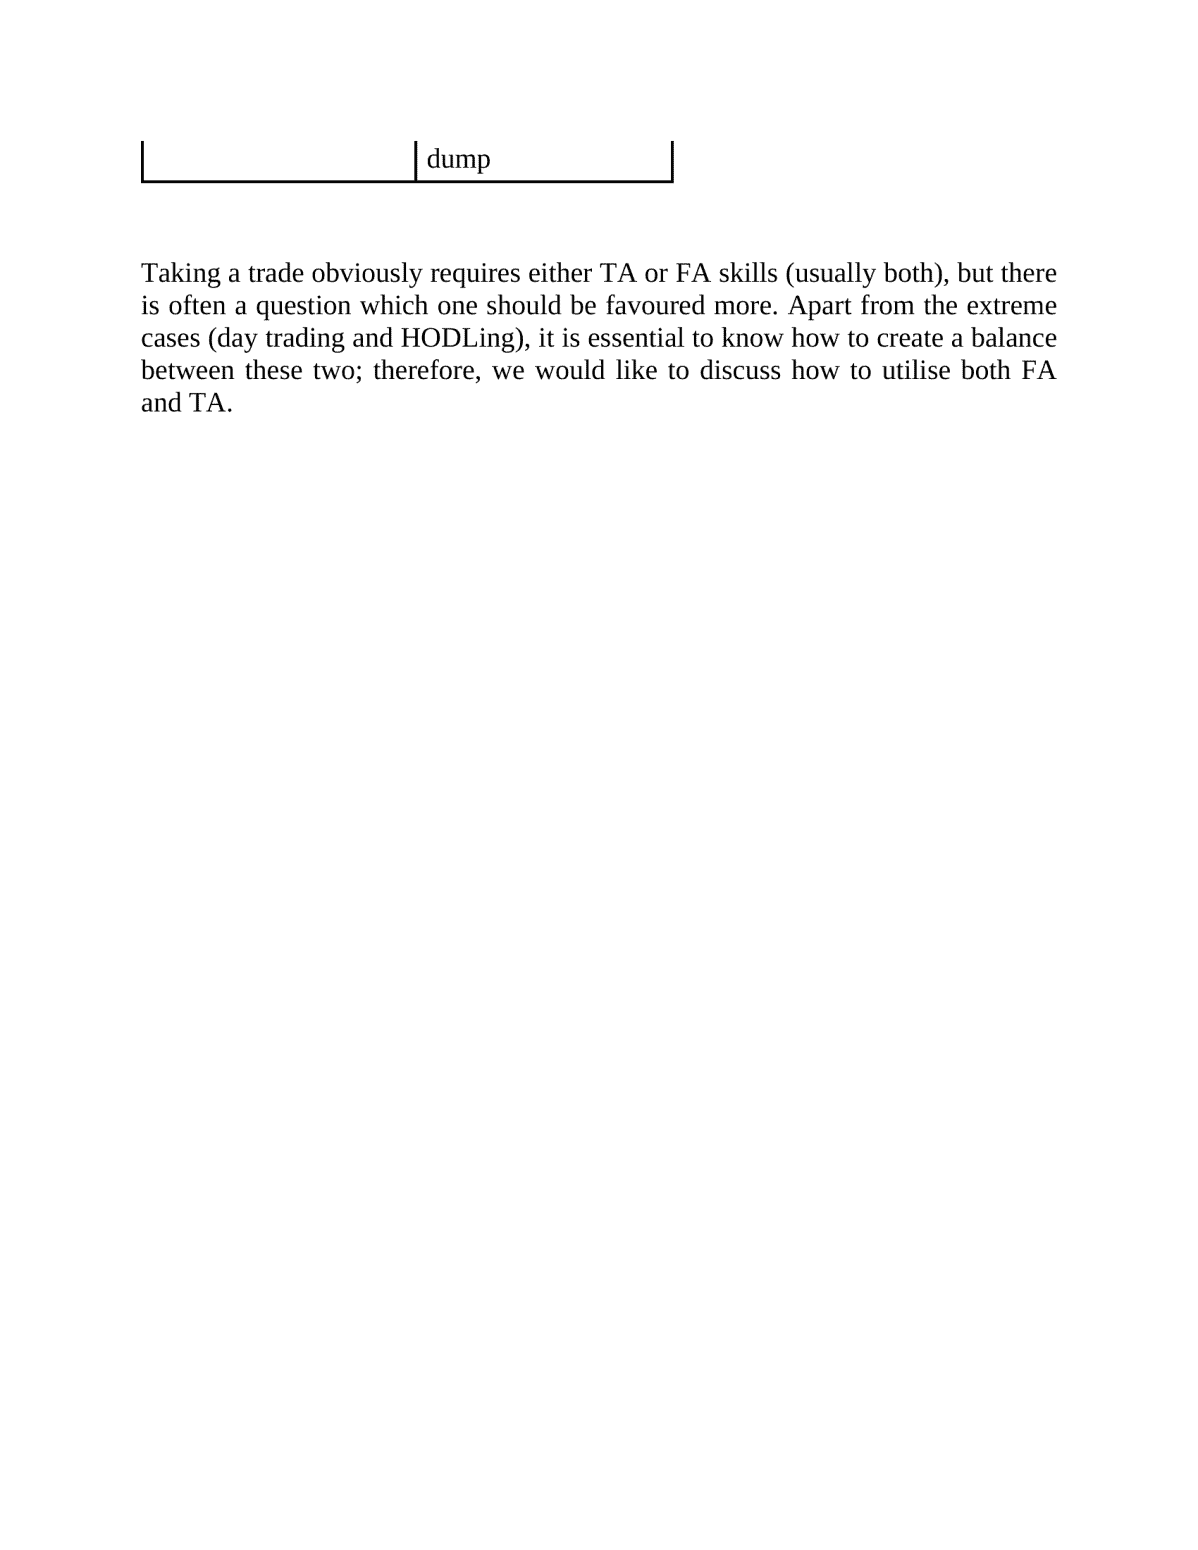 dump
Taking a trade obviously requires either TA or FA skills (usually both), but there
is often a question which one should be favoured more. Apart from the extreme
cases (day trading and HODLing), it is essential to know how to create a balance
between these two; therefore, we would like to discuss how to utilise both FA
and TA.